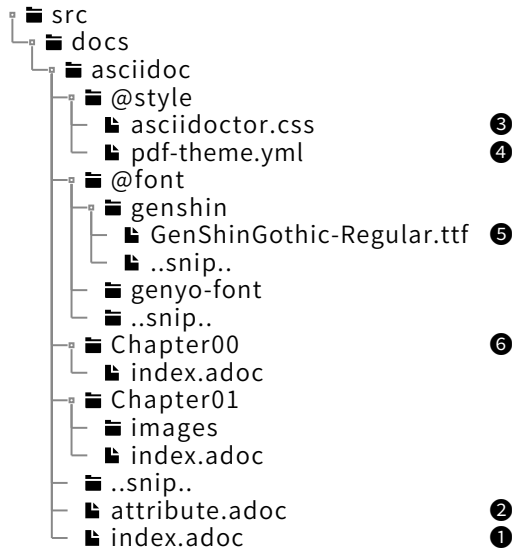 src
docs
asciidoc
@style
asciidoctor.css ❸
pdf-theme.yml ❹
@font
genshin
GenShinGothic-Regular.ttf ❺
..snip..
genyo-font
..snip..
Chapter00 ❻
index.adoc
Chapter01
images
index.adoc
..snip..
attribute.adoc ❷
index.adoc ❶